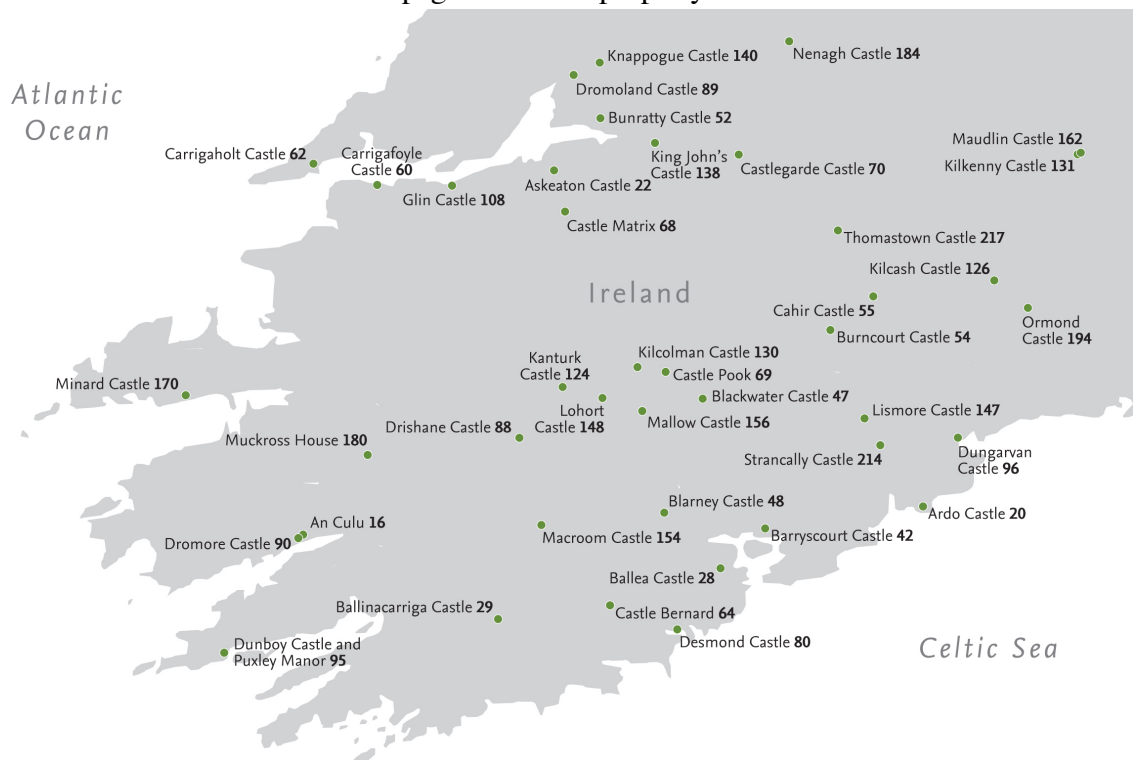 Knappogue Castle 140
Nenagh Castle 184
Dromoland Castle 89
Atlantic
Ocean
Bunratty Castle 52
Maudlin Castle 162
Carrigaholt Castle 62
Carrigafoyle
Castle 60
King John's
Castle 138
Castlegarde Castle 70
Kilkenny Castle 131
Askeaton Castle 22
Glin Castle 108
Castle Matrix 68
Thomastown Castle 217
Kilcash Castle 126
Ireland
Cahir Castle 55
Ormond
Castle 194
Burncourt Castle 54
Kanturk
Castle 124
Kilcolman Castle 130
Castle Pook 69
Minard Castle 170
Blackwater Castle 47
Lohort
Castle 148
Mallow Castle 156
Lismore Castle 147
Drishane Castle 88
Muckross House 180
Strancally Castle 214
Dungarvan
Castle 96
Blarney Castle 48
Ardo Castle 20
An Culu 16
Dromore Castle 90
Macroom Castle 154
Barryscourt Castle 42
Ballea Castle 28
Ballinacarriga Castle 29
Castle Bernard 64
Dunboy Castle and
Puxley Manor 95
Desmond Castle 80
Celtic Sea